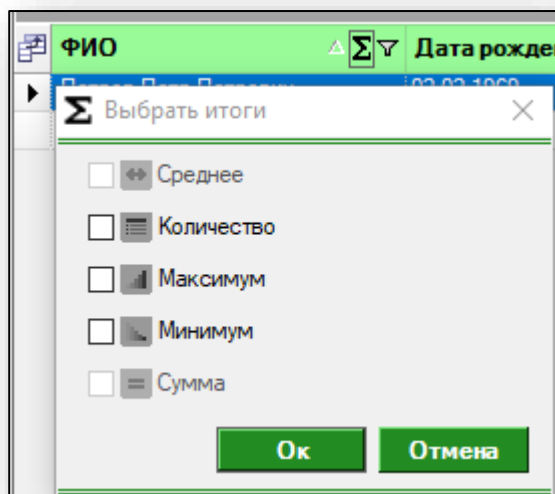 ФИО Σ Дата рожде
Σ Выбрать итоги
Среднее
Количество
Максимум
Минимум
Сумма
Ок Отмена